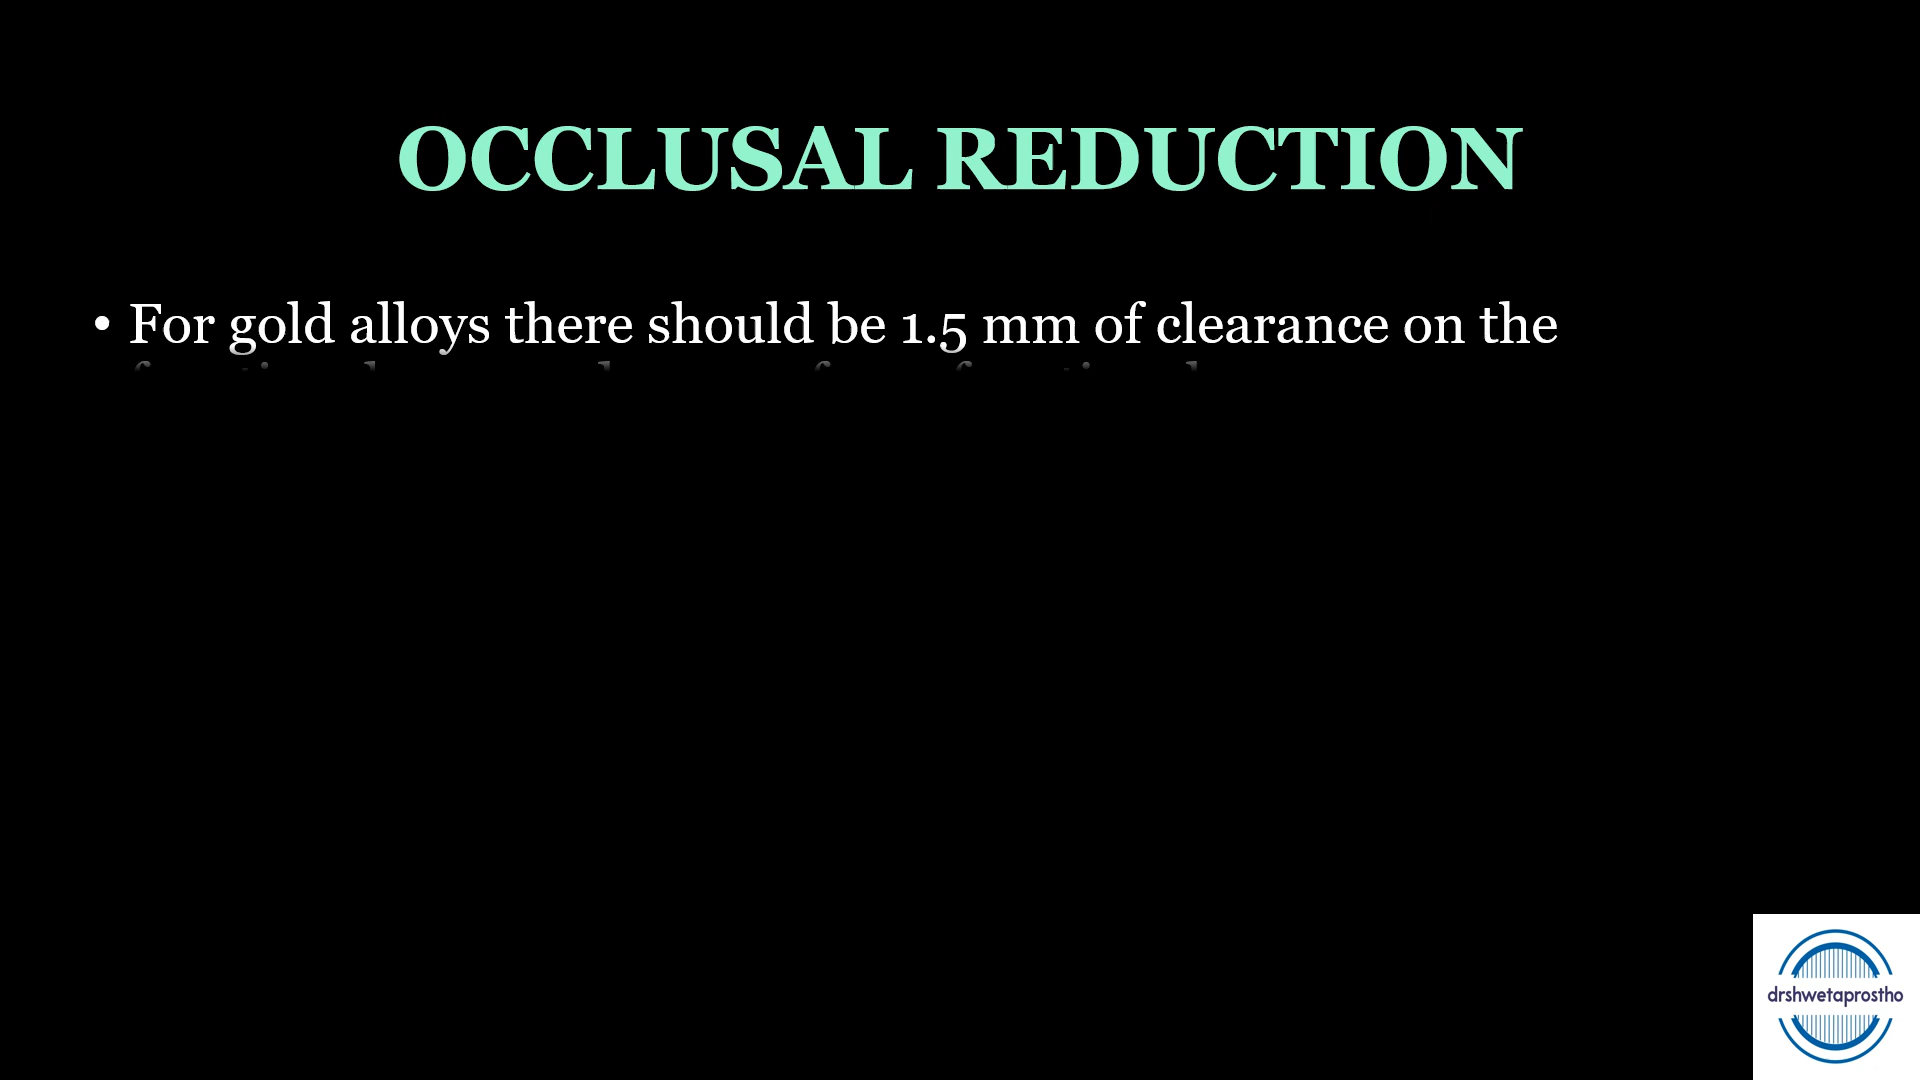 OCCLUSAL REDUCTION
• For gold alloys there should be 1.5 mm of clearance on the
drshwetaprostho